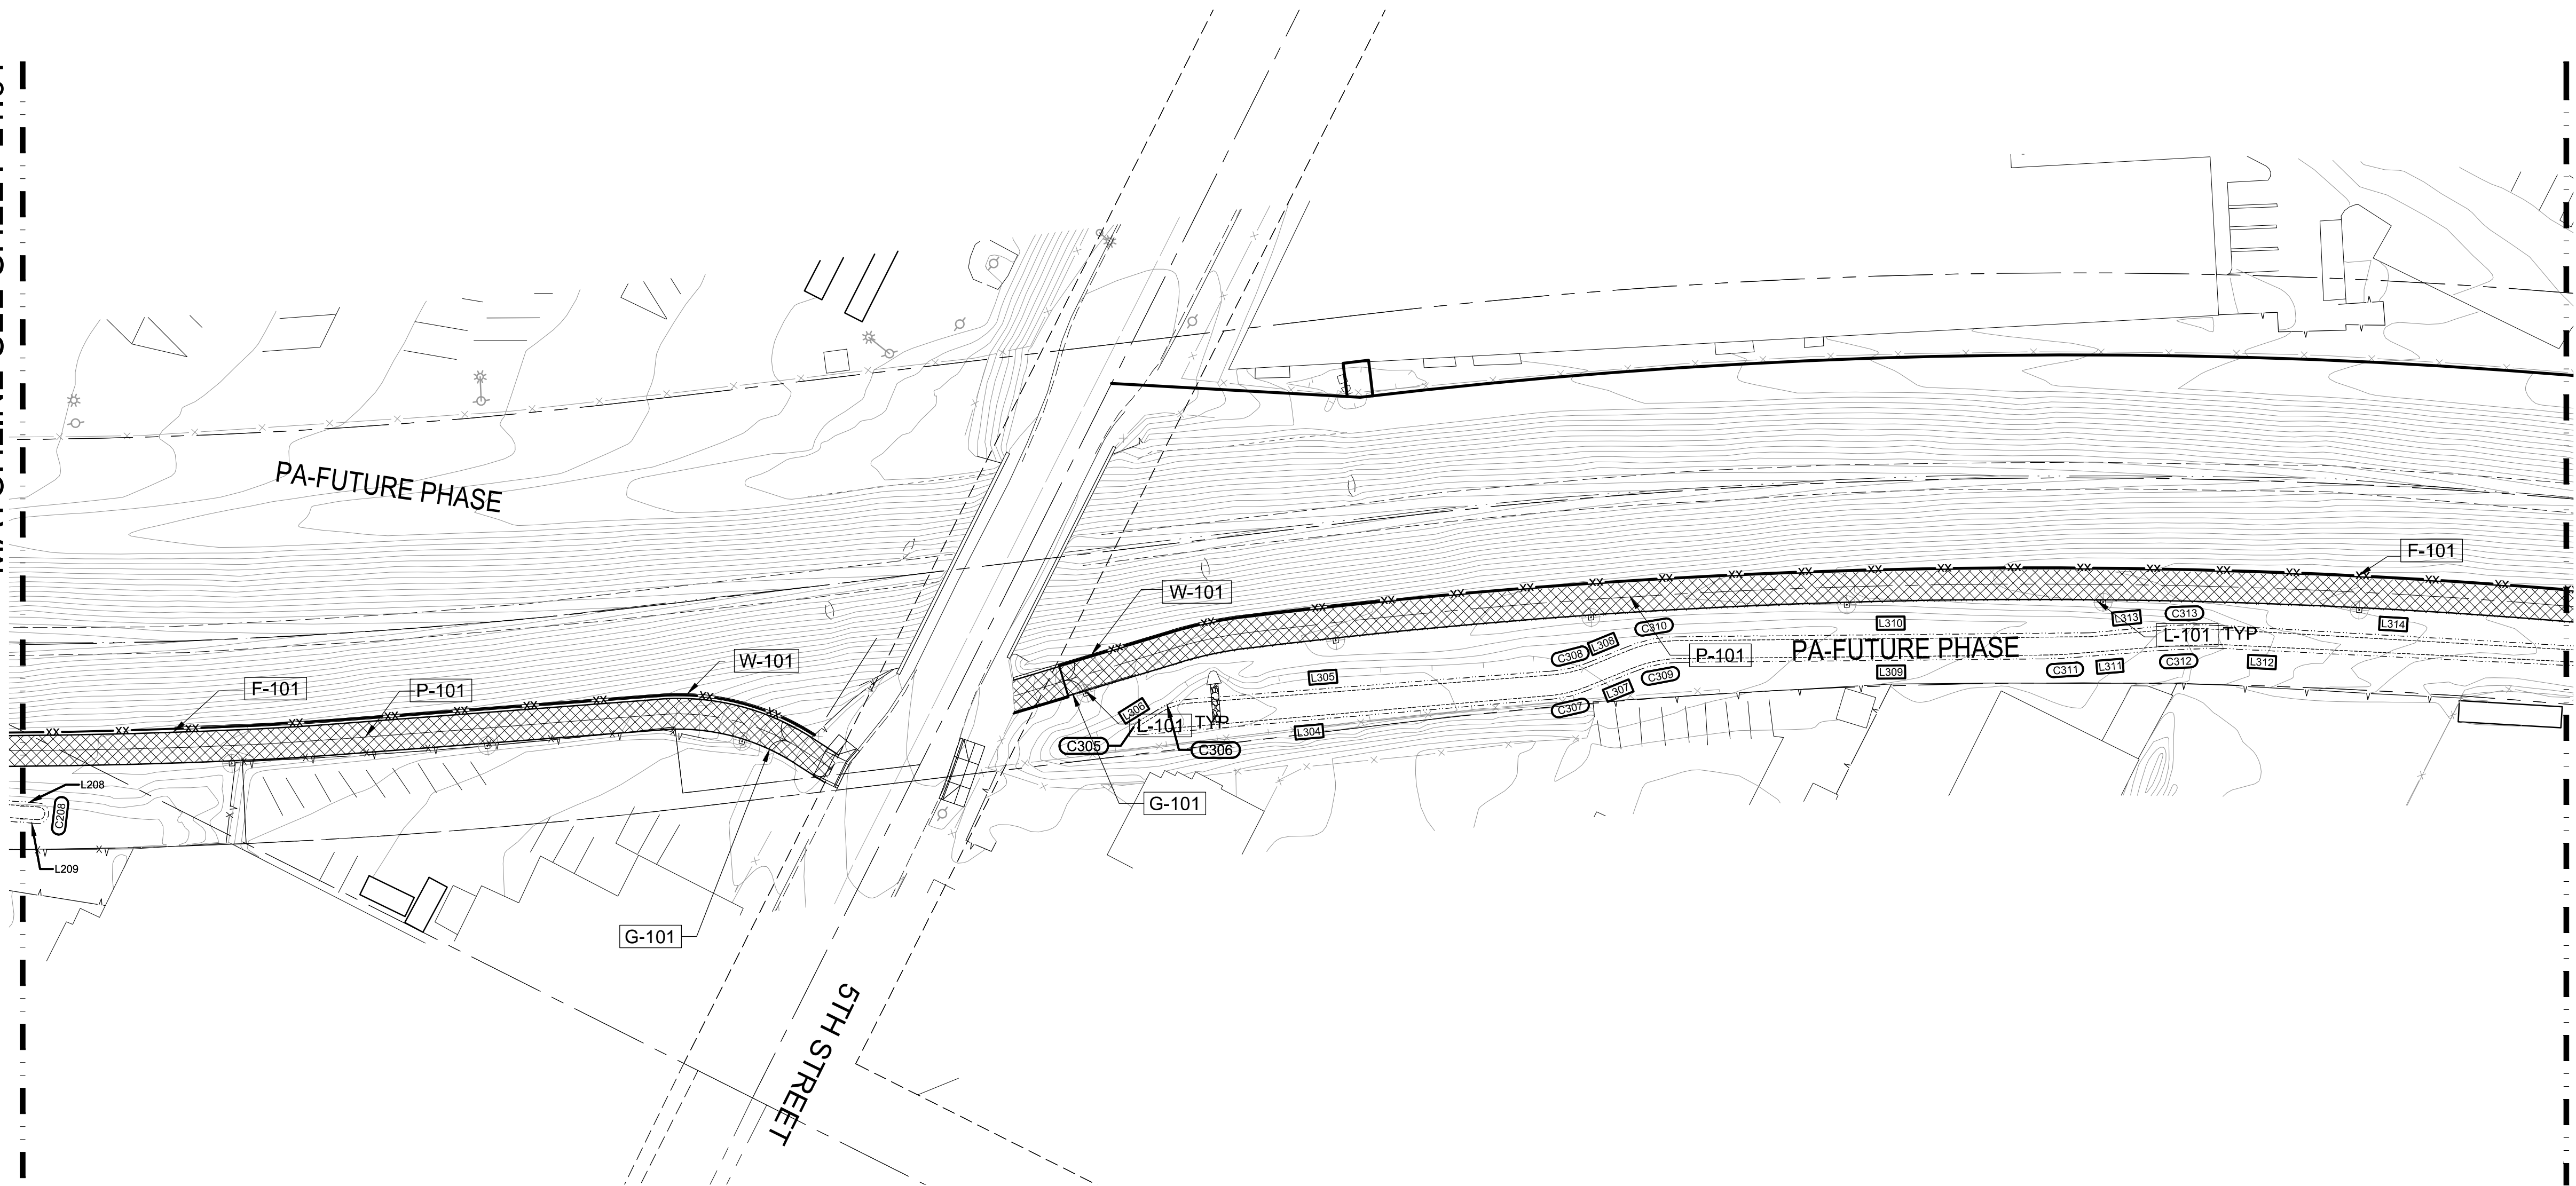 PA-FUTURE PHASE
F-101
W-101
L313
C313
L310
L314
C310
L-101 TYP
L308
C308
P-101
PA-FUTURE PHASE
W-101
C311
L311
C312
L312
L309
C309
L305
F-101
P-101
L307
C307
L306
L-101 TYP
L304
C305
C306
L208
G-101
C208
L209
G-101
5TH STREET